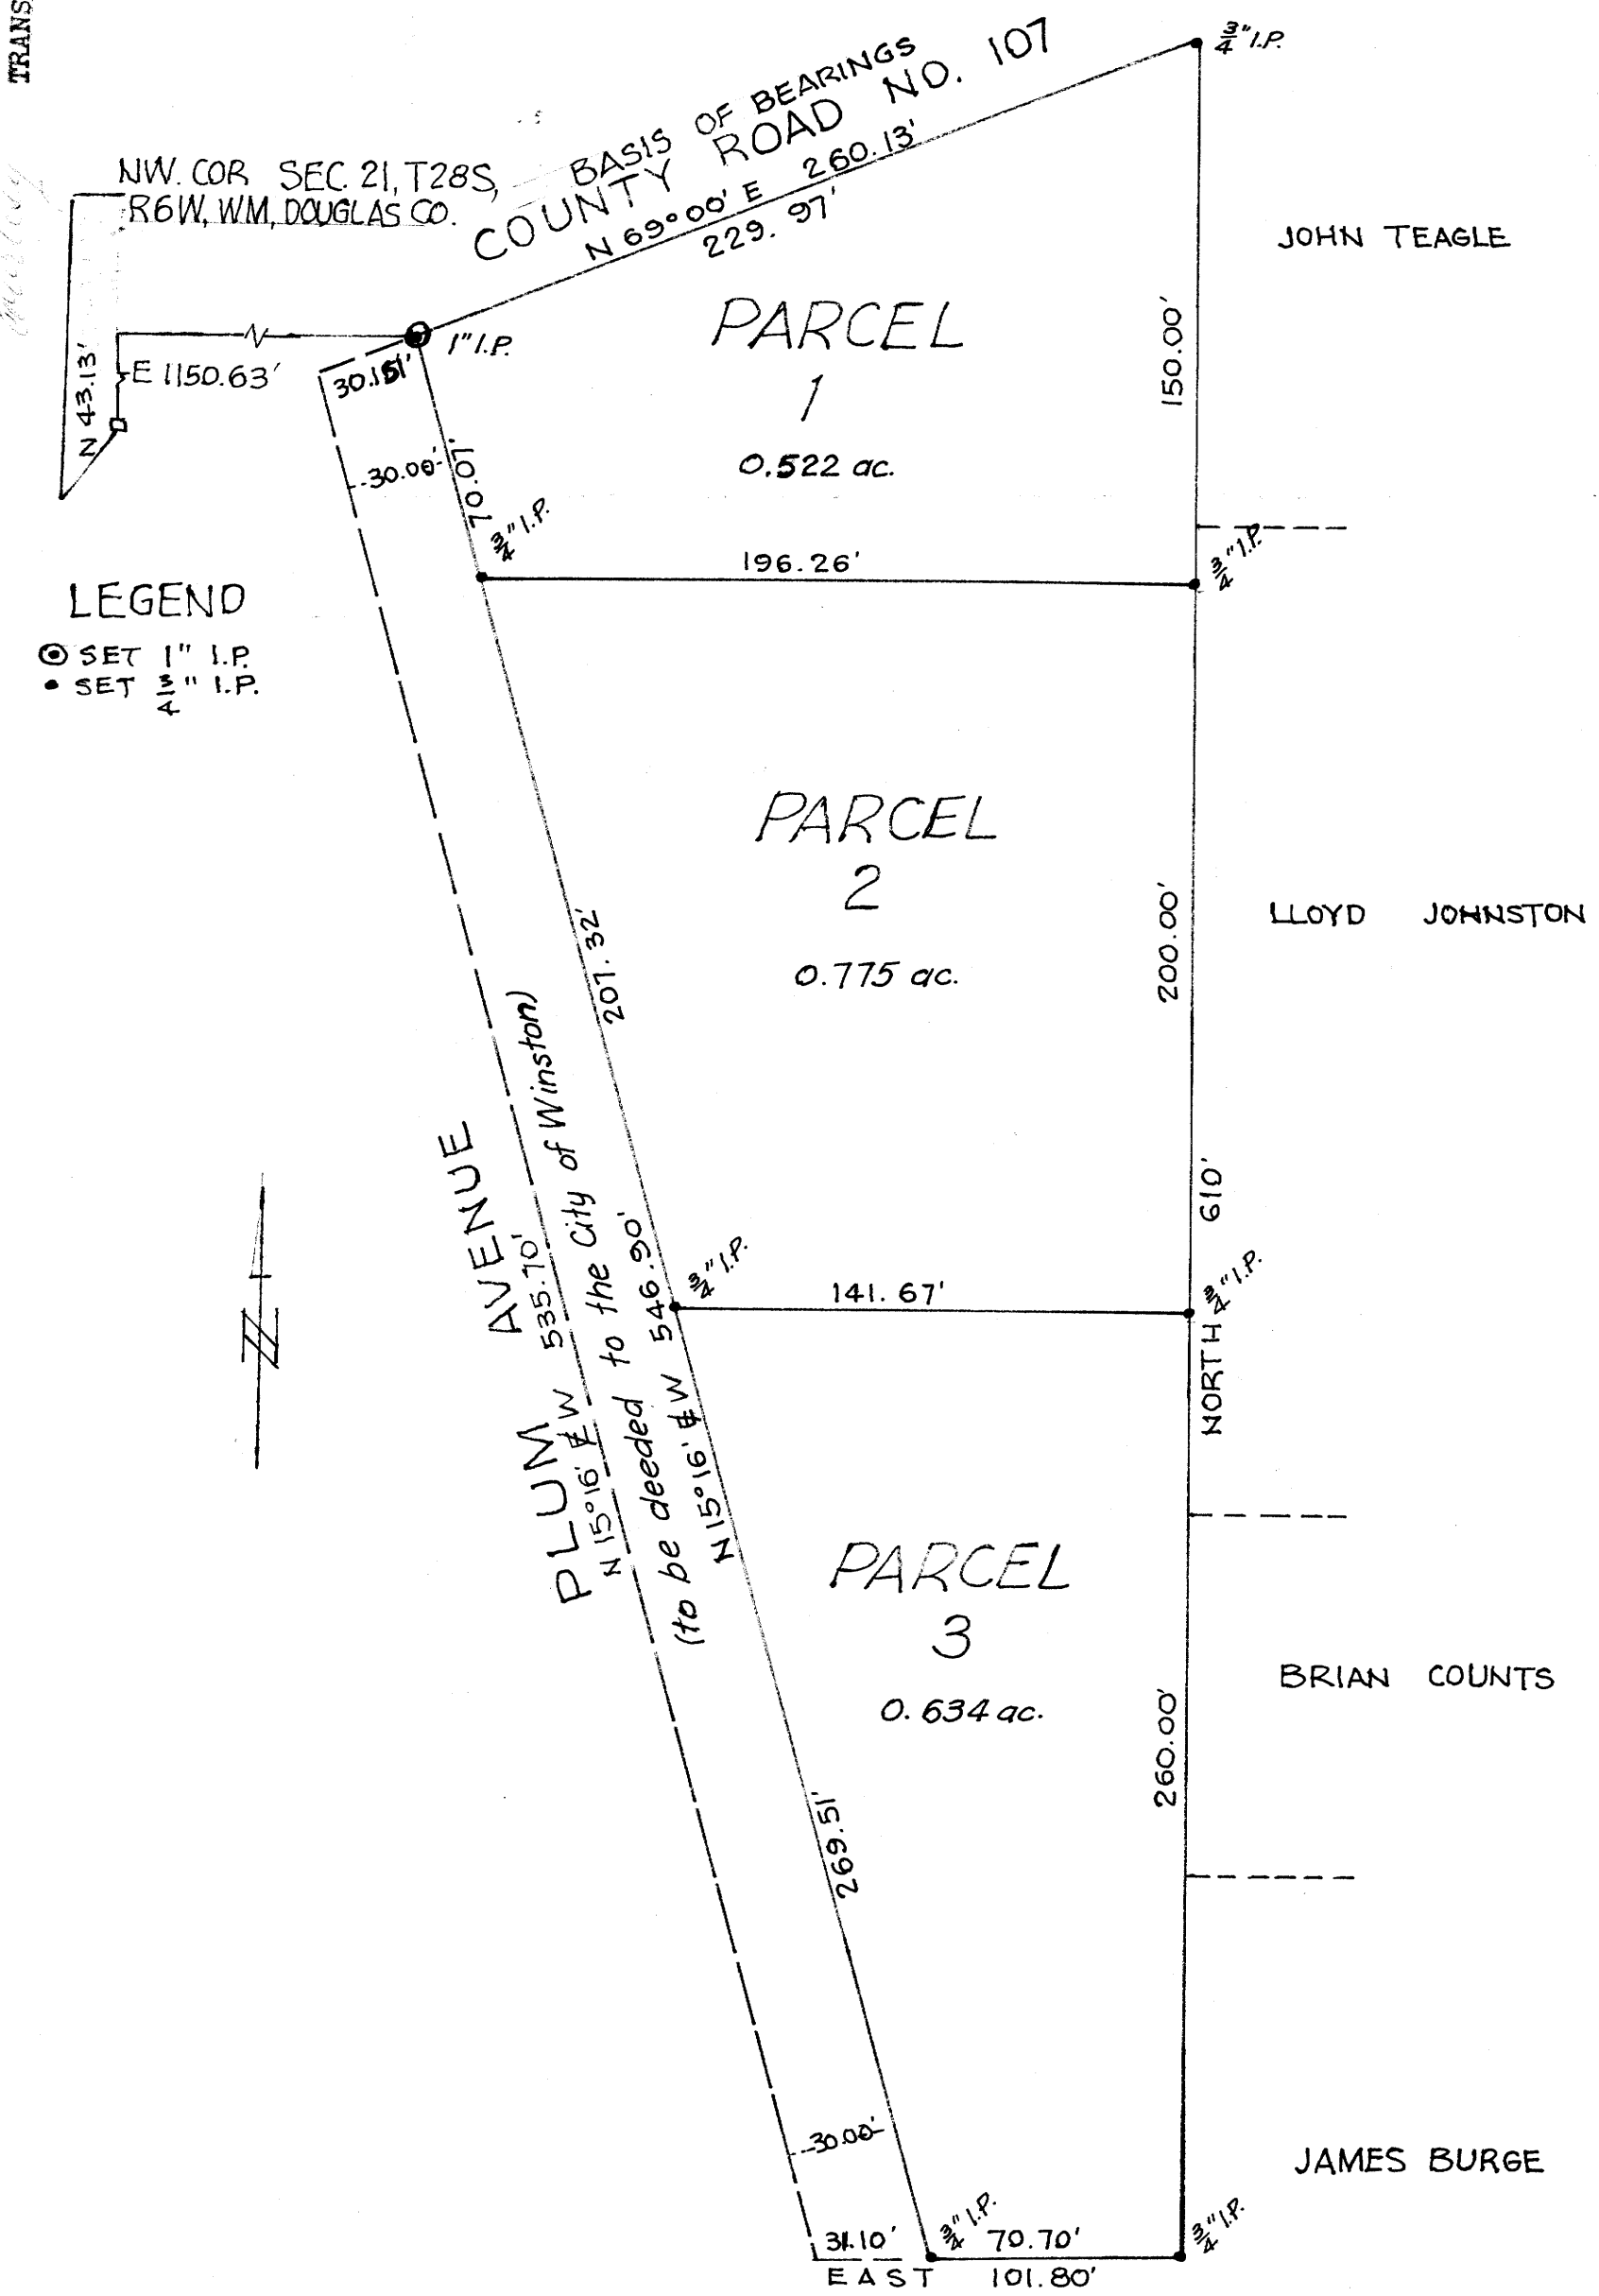 TRANS
3/4" I.P.
BASIS OF BEARINGS
COUNTY ROAD NO. 107
N 69°00' E 260.13'
229.97'
NW. COR SEC. 21, T28S,
R6W, WM, DOUGLAS CO.
N 43.13'
E 1150.63'
1" I.P.
30.00'
70.07'
3/4" I.P.
PARCEL
1
0.522 ac.
150.00'
JOHN TEAGLE
196.26'
3/4" I.P.
LEGEND
SET 1" I.P.
SET 3/4" I.P.
PARCEL
2
0.775 ac.
207.32'
200.00'
LLOYD JOHNSTON
PLUM AVENUE
N 15°16' W 535.70'
(to be deeded to the City of Winston)
N 15°16' W 546.90'
3/4" I.P.
141.67'
3/4" I.P.
NORTH 610'
N
PARCEL
3
0.634 ac.
269.51'
260.00'
BRIAN COUNTS
30.00'
JAMES BURGE
31.10'
3/4" I.P.
70.70'
3/4" I.P.
EAST 101.80'